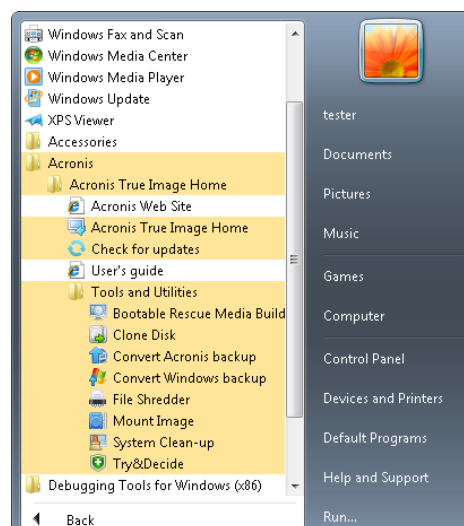 Windows Fax and Scan
Windows Media Center
Windows Media Player
Windows Update
XPS Viewer
Accessories
Acronis
Acronis True Image Home
Acronis Web Site
Acronis True Image Home
Check for updates
User's guide
Tools and Utilities
Bootable Rescue Media Build
Clone Disk
Convert Acronis backup
Convert Windows backup
File Shredder
Mount Image
System Clean-up
Try&Decide
Debugging Tools for Windows (x86)
Back
tester
Documents
Pictures
Music
Games
Computer
Control Panel
Devices and Printers
Default Programs
Help and Support
Run...